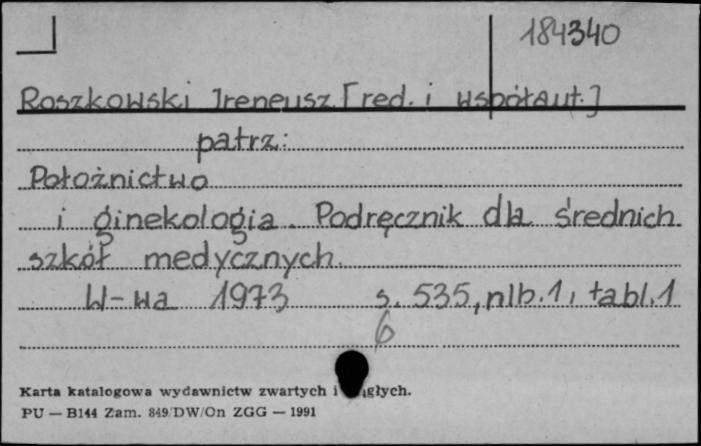 184340
Roszkowski Ireneusz [red. i współaut.]
patrz:
Położnictwo
i ginekologia. Podręcznik dla średnich
szkół medycznych.
W-wa 1973 s. 535, nlb. 1, tabl. 1
6
Karta katalogowa wydawnictw zwartych i
PU — B144 Zam. 849/DW/On ZGG — 1991